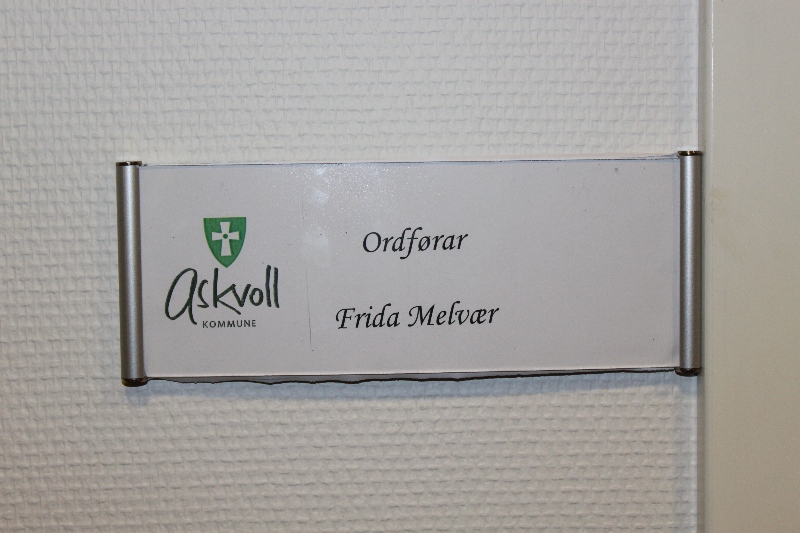 Askvoll
KOMMUNE
Ordførar
Frida Melvær